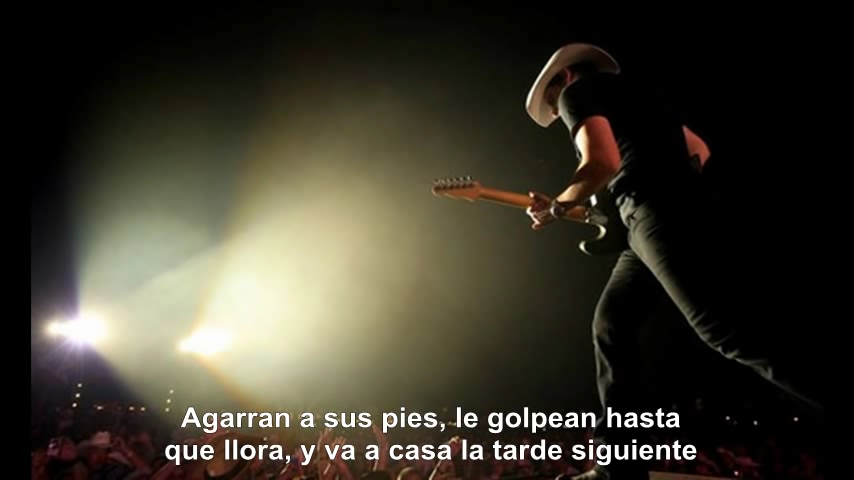 Agarran a sus pies, le golpean hasta
que llora, y va a casa la tarde siguiente